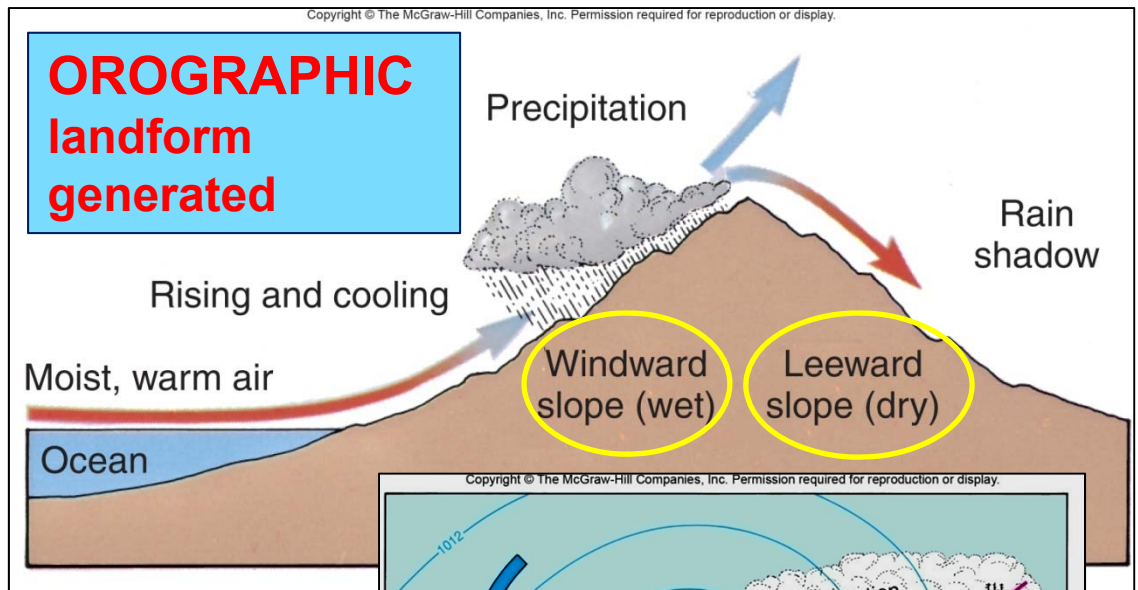 Copyright © The McGraw-Hill Companies, Inc. Permission required for reproduction or display.
OROGRAPHIC
landform
generated
Precipitation
Rain
shadow
Rising and cooling
Moist, warm air
Windward
slope (wet)
Leeward
slope (dry)
Ocean
Copyright © The McGraw-Hill Companies, Inc. Permission required for reproduction or display.
1012